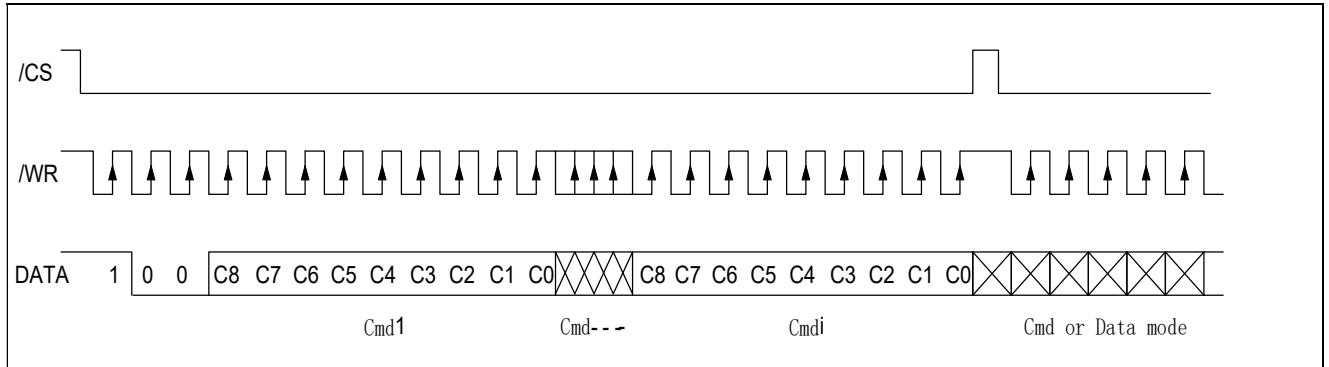 /CS
/WR
DATA 1 0 0 C8 C7 C6 C5 C4 C3 C2 C1 C0 C8 C7 C6 C5 C4 C3 C2 C1 C0
Cmd1 Cmd--- Cmdi Cmd or Data mode